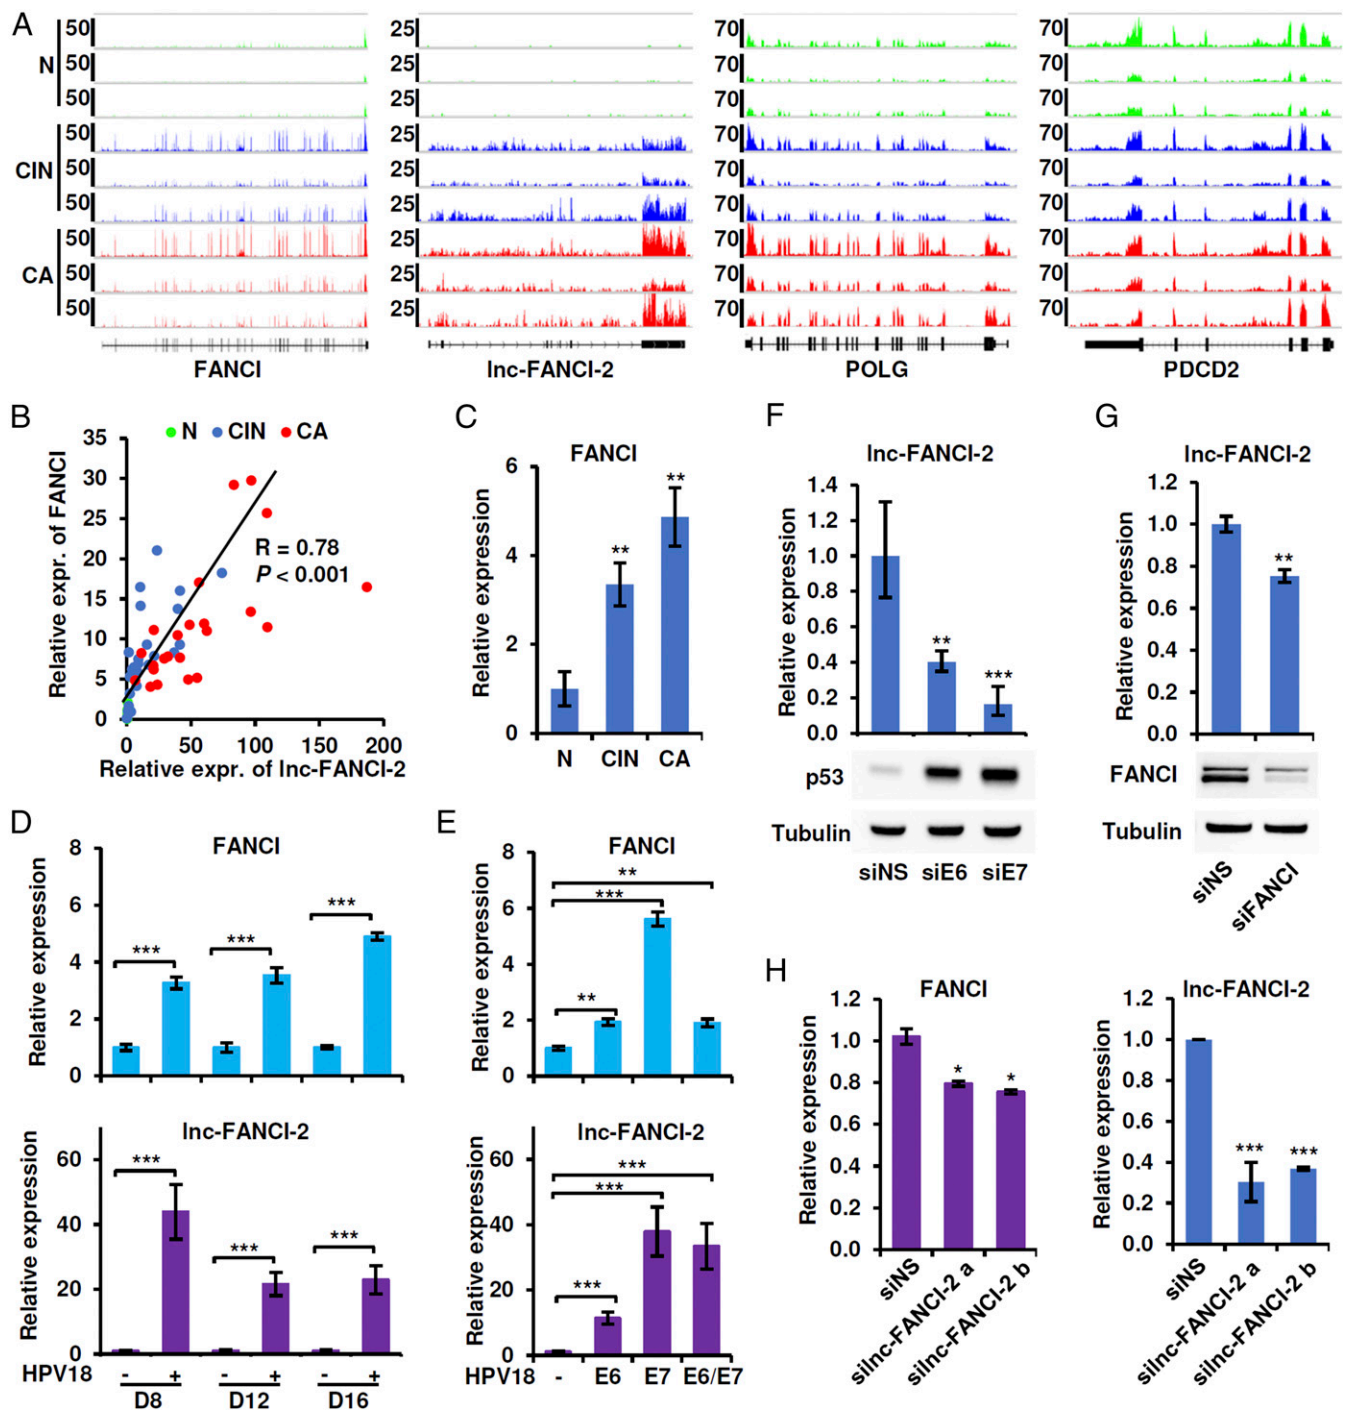 A
N
CIN
CA
50
50
50
50
50
50
50
50
50
FANCI
25
25
25
25
25
25
25
25
25
lnc-FANCI-2
70
70
70
70
70
70
70
70
70
POLG
70
70
70
70
70
70
70
70
70
PDCD2
B
N CIN CA
Relative expr. of FANCI
35
30
25
20
15
10
5
0
R = 0.78
P < 0.001
0 50 100 150 200
Relative expr. of lnc-FANCI-2
C
FANCI
Relative expression
6
4
2
0
** **
N CIN CA
D
FANCI
Relative expression
8
6
4
2
0
*** *** ***
lnc-FANCI-2
Relative expression
60
40
20
0
*** *** ***
HPV18 - + - + - +
D8 D12 D16
E
FANCI
Relative expression
8
6
4
2
0
**
***
**
lnc-FANCI-2
Relative expression
60
40
20
0
***
***
***
HPV18 - E6 E7 E6/E7
F
lnc-FANCI-2
Relative expression
1.4
1.2
1.0
0.8
0.6
0.4
0.2
0.0
** ***
p53
Tubulin
siNS siE6 siE7
G
lnc-FANCI-2
Relative expression
1.2
1.0
0.8
0.6
0.4
0.2
0.0
**
FANCI
Tubulin
siNS
siFANCI
H
FANCI
Relative expression
1.2
1.0
0.8
0.6
0.4
0.2
0.0
* *
siNS
silnc-FANCI-2 a
silnc-FANCI-2 b
lnc-FANCI-2
Relative expression
1.2
1.0
0.8
0.6
0.4
0.2
0.0
*** ***
siNS
silnc-FANCI-2 a
silnc-FANCI-2 b